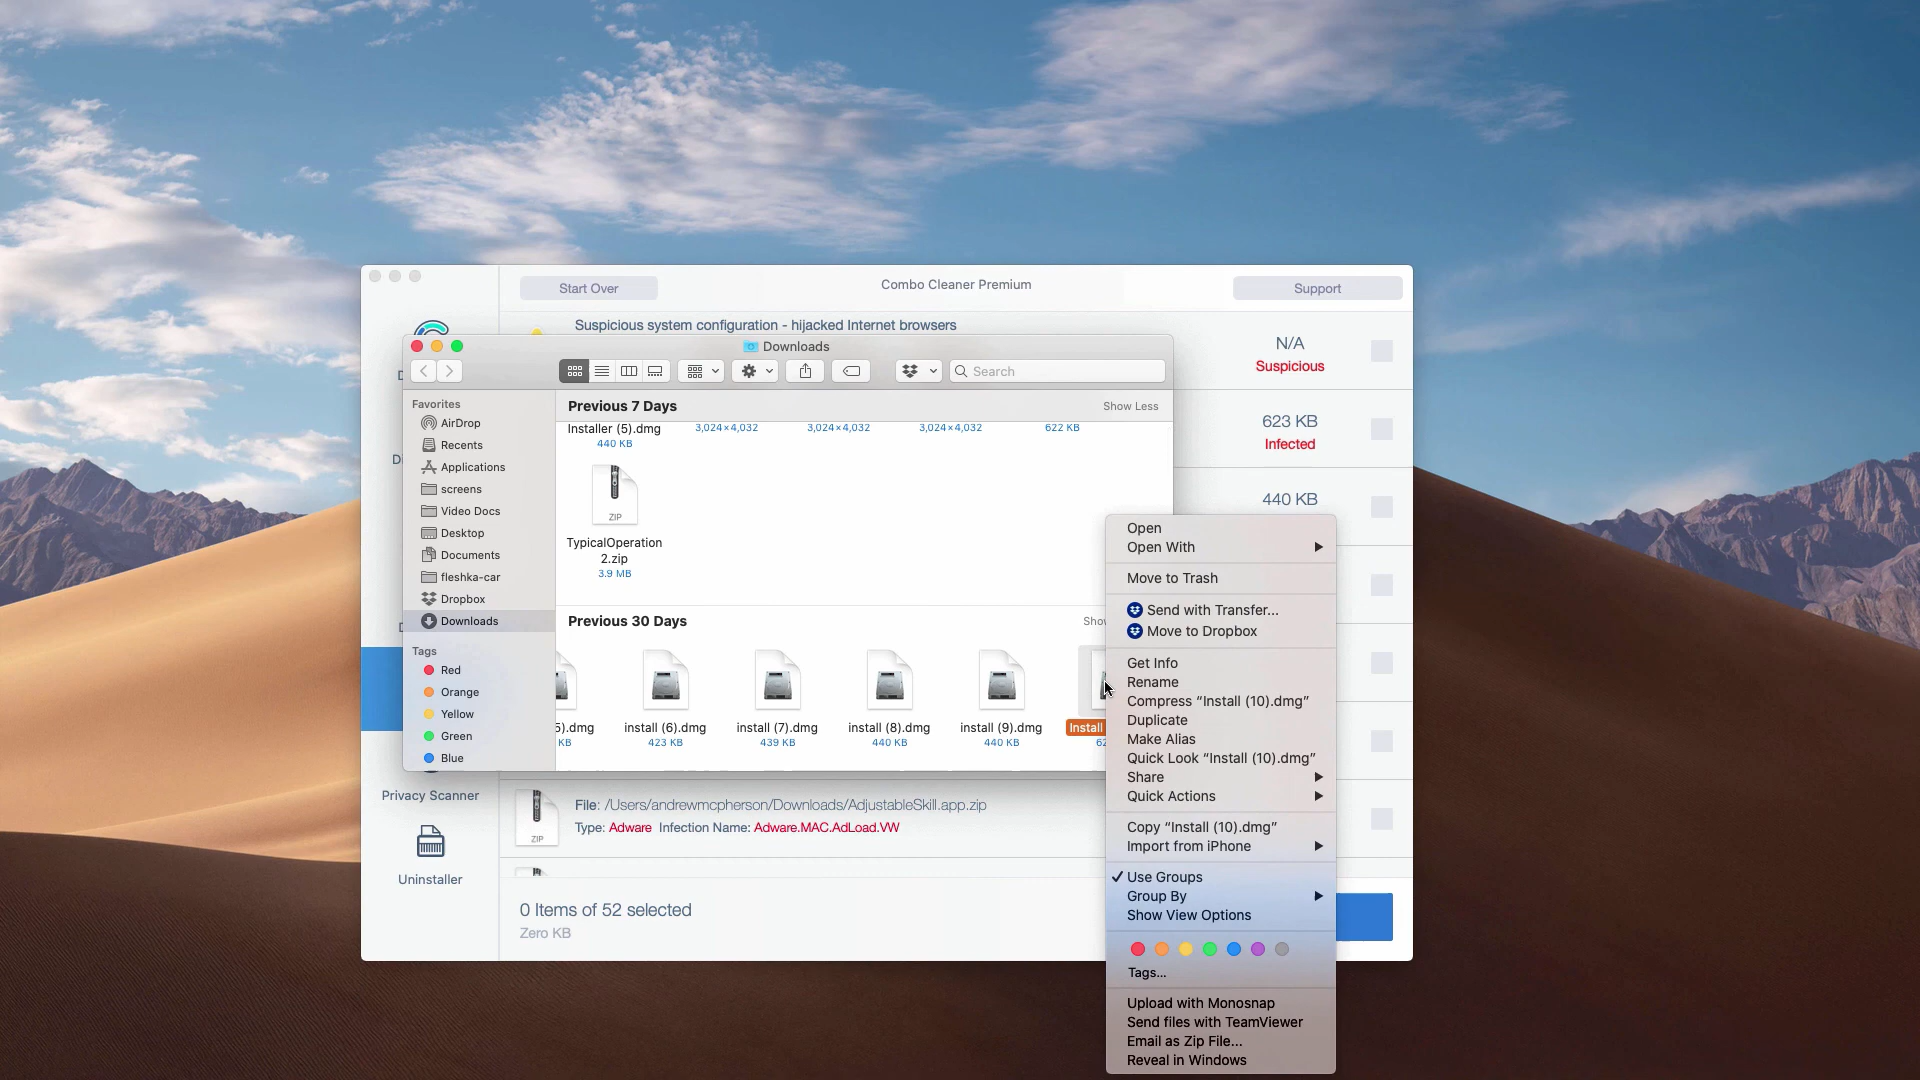 Start Over
Combo Cleaner Premium
Support
Suspicious system configuration - hijacked Internet browsers
N/A
Suspicious
623 KB
Infected
440 KB
Downloads
Search
Favorites
AirDrop
Recents
Applications
screens
Video Docs
Desktop
Documents
fleshka-car
Dropbox
Downloads
Tags
Red
Orange
Yellow
Green
Blue
Previous 7 Days
Show Less
Installer (5).dmg
440 KB
3,024×4,032
3,024×4,032
3,024×4,032
622 KB
ZIP
TypicalOperation
2.zip
3.9 MB
Previous 30 Days
5).dmg
KB
install (6).dmg
423 KB
install (7).dmg
439 KB
install (8).dmg
440 KB
install (9).dmg
440 KB
Install
Open
Open With
Move to Trash
Send with Transfer...
Move to Dropbox
Get Info
Rename
Compress “Install (10).dmg”
Duplicate
Make Alias
Quick Look “Install (10).dmg”
Share
Quick Actions
Copy “Install (10).dmg”
Import from iPhone
Use Groups
Group By
Show View Options
Tags...
Upload with Monosnap
Send files with TeamViewer
Email as Zip File...
Reveal in Windows
Privacy Scanner
Uninstaller
ZIP
File: /Users/andrewmcpherson/Downloads/AdjustableSkill.app.zip
Type: Adware Infection Name: Adware.MAC.AdLoad.VW
0 Items of 52 selected
Zero KB